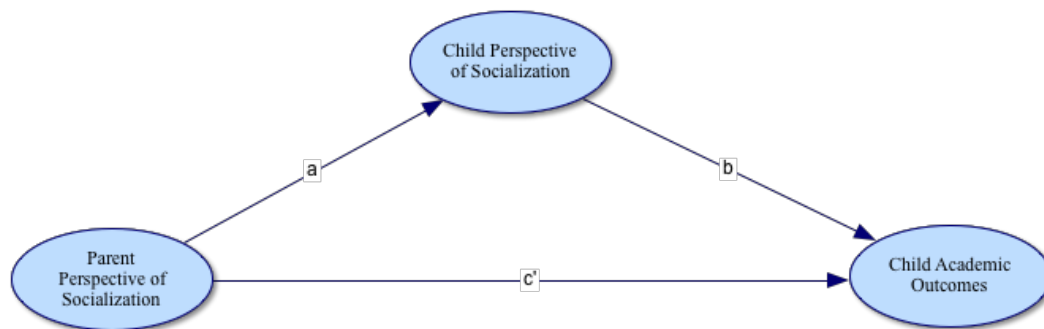 Child Perspective
of Socialization
a
b
Parent
Perspective of
Socialization
c'
Child Academic
Outcomes